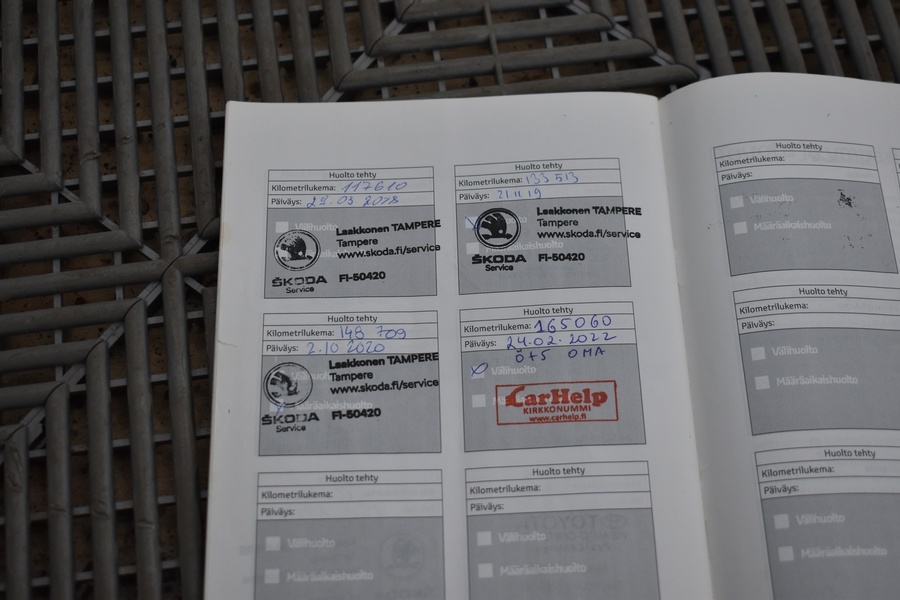 Huolto tehty
Kilometrilukema: 117610
Päiväys: 29.03 2018
Välihuolto
Laakkonen TAMPERE
Tampere
www.skoda.fi/service
ŠKODA
Service
FI-50420
Huolto tehty
Kilometrilukema: 133 513
Päiväys: 21 11 19
Laakkonen TAMPERE
Tampere
www.skoda.fi/service
ŠKODA
Service
FI-50420
Huolto tehty
Kilometrilukema: 148 709
Päiväys: 2.10 2020
Laakkonen TAMPERE
Tampere
www.skoda.fi/service
ŠKODA
Service
FI-50420
Huolto tehty
Kilometrilukema: 165060
Päiväys: 24.02.2022
Ö+S OMA
Välihuolto
CarHelp
KIRKKONUMMI
www.carhelp.fi
Huolto tehty
Kilometrilukema:
Päiväys:
Välihuolto
Määräaikaishuolto
Huolto tehty
Kilometrilukema:
Päiväys:
Välihuolto
Määräaikaishuolto
Huolto tehty
Kilometrilukema:
Päiväys:
Välihuolto
Määräaikaishuolto
Huolto tehty
Kilometrilukema:
Päiväys:
Välihuolto
Määräaikaishuolto
Huolto tehty
Kilometrilukema:
Päiväys:
Välihuolto
Määräaikaishuolto